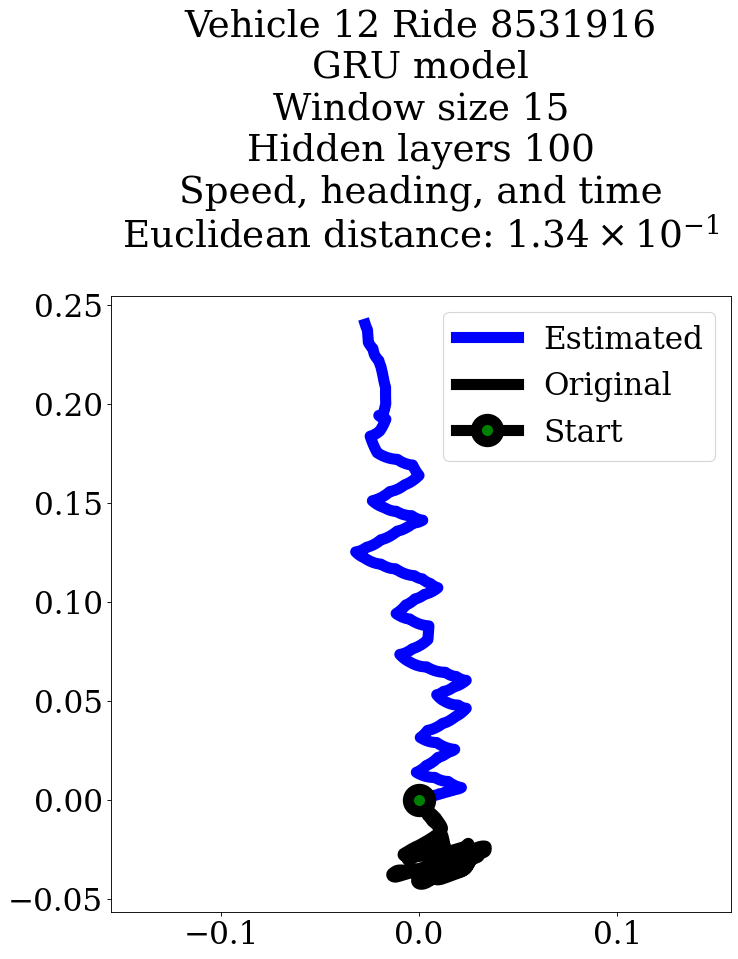 Vehicle 12 Ride 8531916
GRU model
Window size 15
Hidden layers 100
Speed, heading, and time
Euclidean distance: 1.34 × 10⁻¹
Estimated
Original
Start
0.25
0.20
0.15
0.10
0.05
0.00
−0.05
−0.1
0.0
0.1